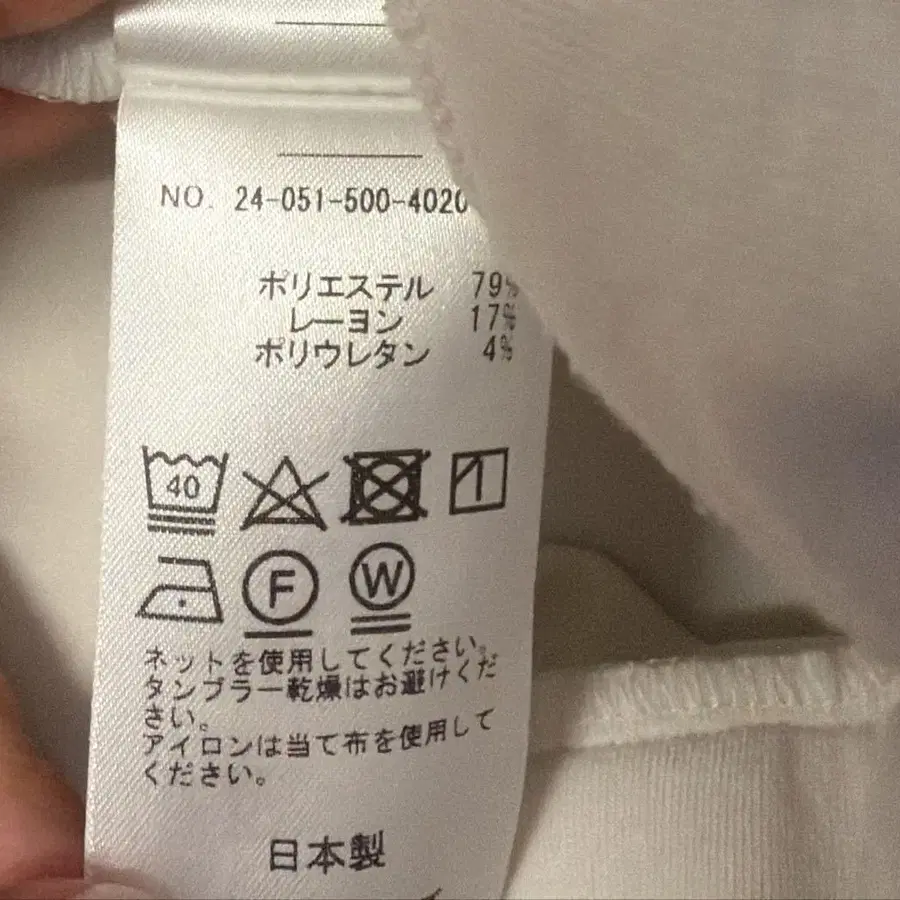 NO. 24-051-500-4020
ポリエステル 79%
レーヨン 17%
ポリウレタン 4%
40
F W
ネットを使用してください。
タンブラー乾燥はお避けくだ
さい。
アイロンは当て布を使用して
ください。
日本製